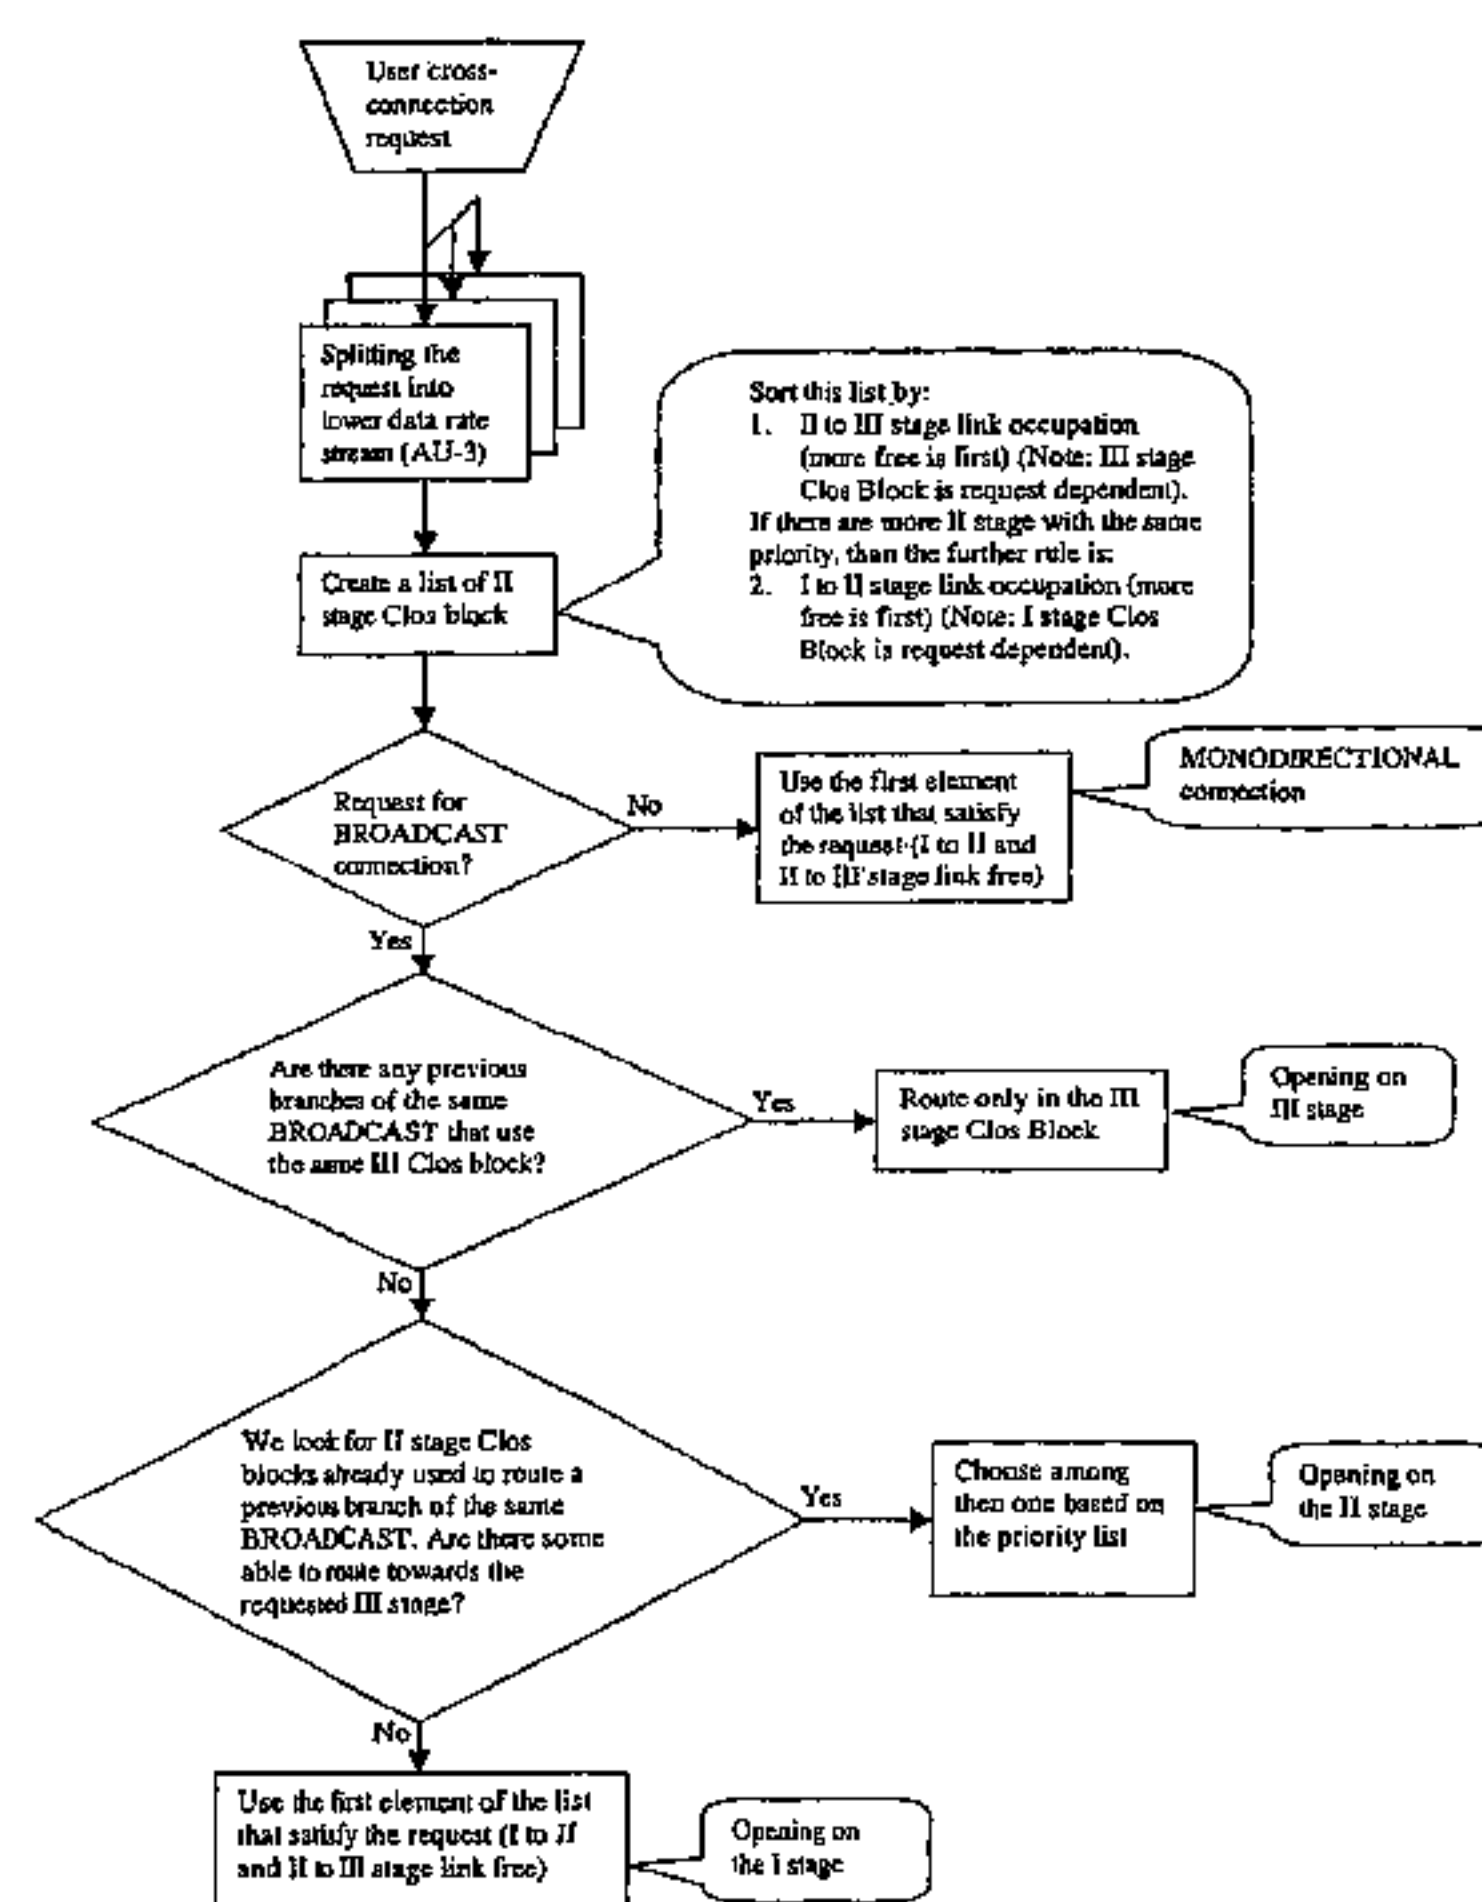 User cross-
connection
request
Splitting the
request into
lower data rate
stream (AU-3)
Sort this list by:
1. II to III stage link occupation
(more free is first) (Note: III stage
Clos Block is request dependent).
If there are more II stage with the same
priority, than the further rule is:
2. I to II stage link occupation (more
free is first) (Note: I stage Clos
Block is request dependent).
Create a list of II
stage Clos block
Request for
BROADCAST
connection?
No
Use the first element
of the list that satisfy
the request (I to II and
II to III stage link free)
MONODIRECTIONAL
connection
Yes
Are there any previous
branches of the same
BROADCAST that use
the same III Clos block?
Yes
Route only in the III
stage Clos Block
Opening on
III stage
No
We look for II stage Clos
blocks already used to route a
previous branch of the same
BROADCAST. Are there some
able to route towards the
requested III stage?
Yes
Choose among
then one based on
the priority list
Opening on
the II stage
No
Use the first element of the list
that satisfy the request (I to II
and II to III stage link free)
Opening on
the I stage